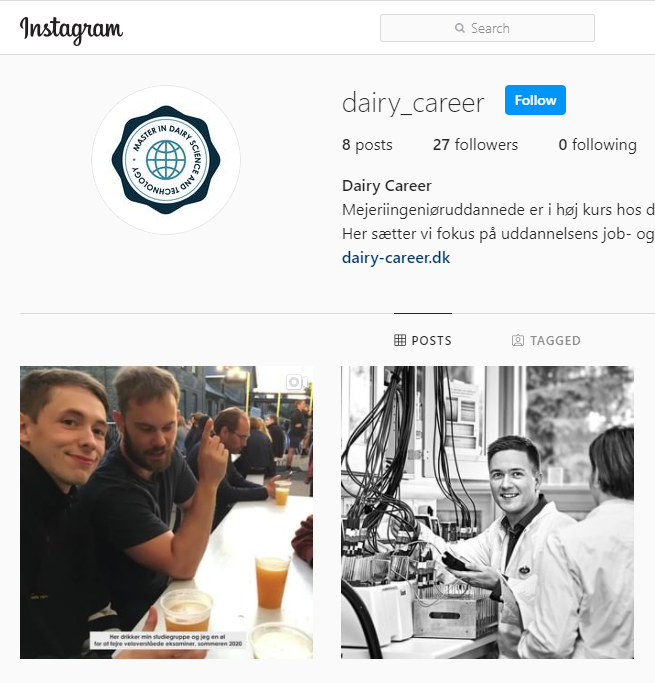 Instagram
Search
MASTER IN DAIRY SCIENCE AND TECHNOLOGY
dairy_career
Follow
8 posts 27 followers 0 following
Dairy Career
Mejeriingeniøruddannede er i høj kurs hos d
Her sætter vi fokus på uddannelsens job- og
dairy-career.dk
POSTS TAGGED
Her drikker min studiegruppe og jeg en øl
for at fejre veloverståede eksaminer, sommeren 2020